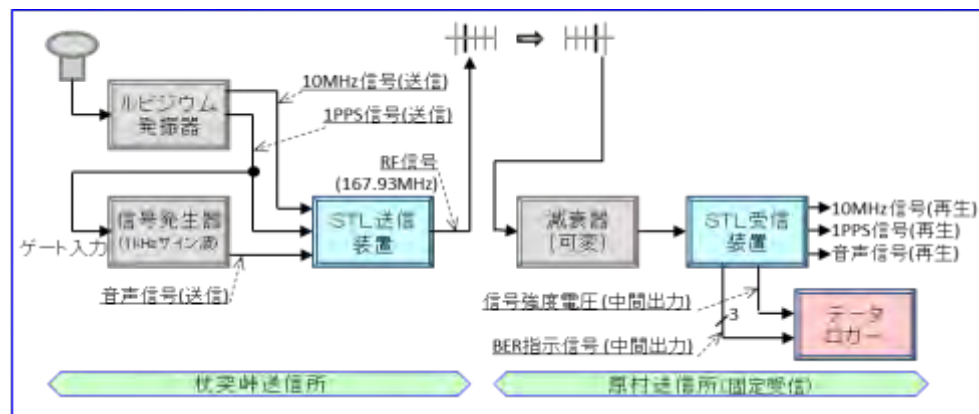 10MHz信号(送信)
ルビジウム
発振器
1PPS信号(送信)
RF信号
(167.93MHz)
信号発生器
(1kHzサイン波)
ゲート入力
音声信号(送信)
STL送信
装置
減衰器
(可変)
STL受信
装置
10MHz信号(再生)
1PPS信号(再生)
音声信号(再生)
信号強度電圧(中間出力)
3
BER指示信号(中間出力)
データ
ロガー
杖突峠送信所
原村送信所(固定受信)